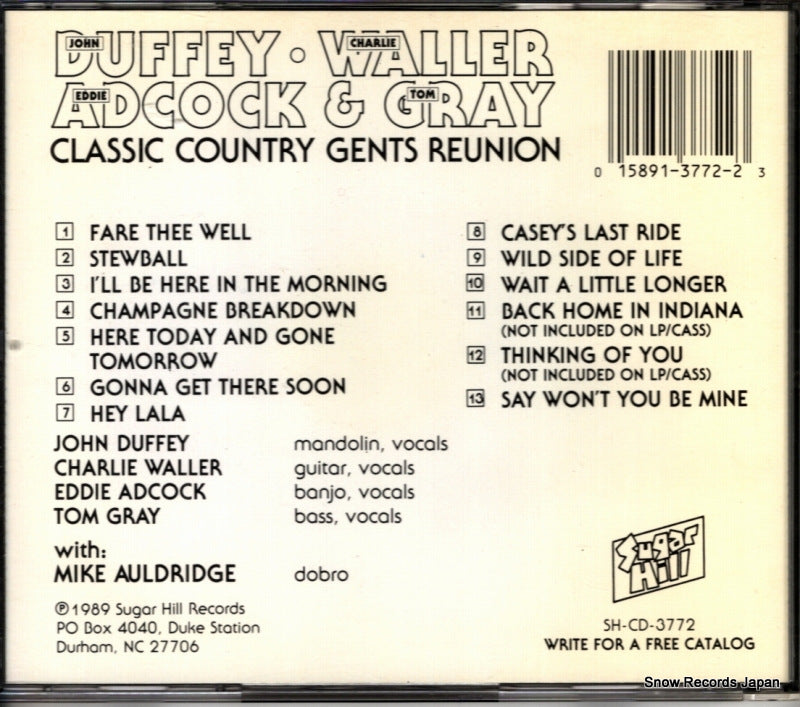 JOHN DUFFEY • CHARLIE WALLER
EDDIE ADCOCK & TOM GRAY
CLASSIC COUNTRY GENTS REUNION
0 15891-3772-2 3
1 FARE THEE WELL
2 STEWBALL
3 I'LL BE HERE IN THE MORNING
4 CHAMPAGNE BREAKDOWN
5 HERE TODAY AND GONE
TOMORROW
6 GONNA GET THERE SOON
7 HEY LALA
8 CASEY'S LAST RIDE
9 WILD SIDE OF LIFE
10 WAIT A LITTLE LONGER
11 BACK HOME IN INDIANA
(NOT INCLUDED ON LP/CASS)
12 THINKING OF YOU
(NOT INCLUDED ON LP/CASS)
13 SAY WON'T YOU BE MINE
JOHN DUFFEY mandolin, vocals
CHARLIE WALLER guitar, vocals
EDDIE ADCOCK banjo, vocals
TOM GRAY bass, vocals
with:
MIKE AULDRIDGE dobro
℗ 1989 Sugar Hill Records
PO Box 4040, Duke Station
Durham, NC 27706
Sugar
Hill
SH-CD-3772
WRITE FOR A FREE CATALOG
Snow Records Japan